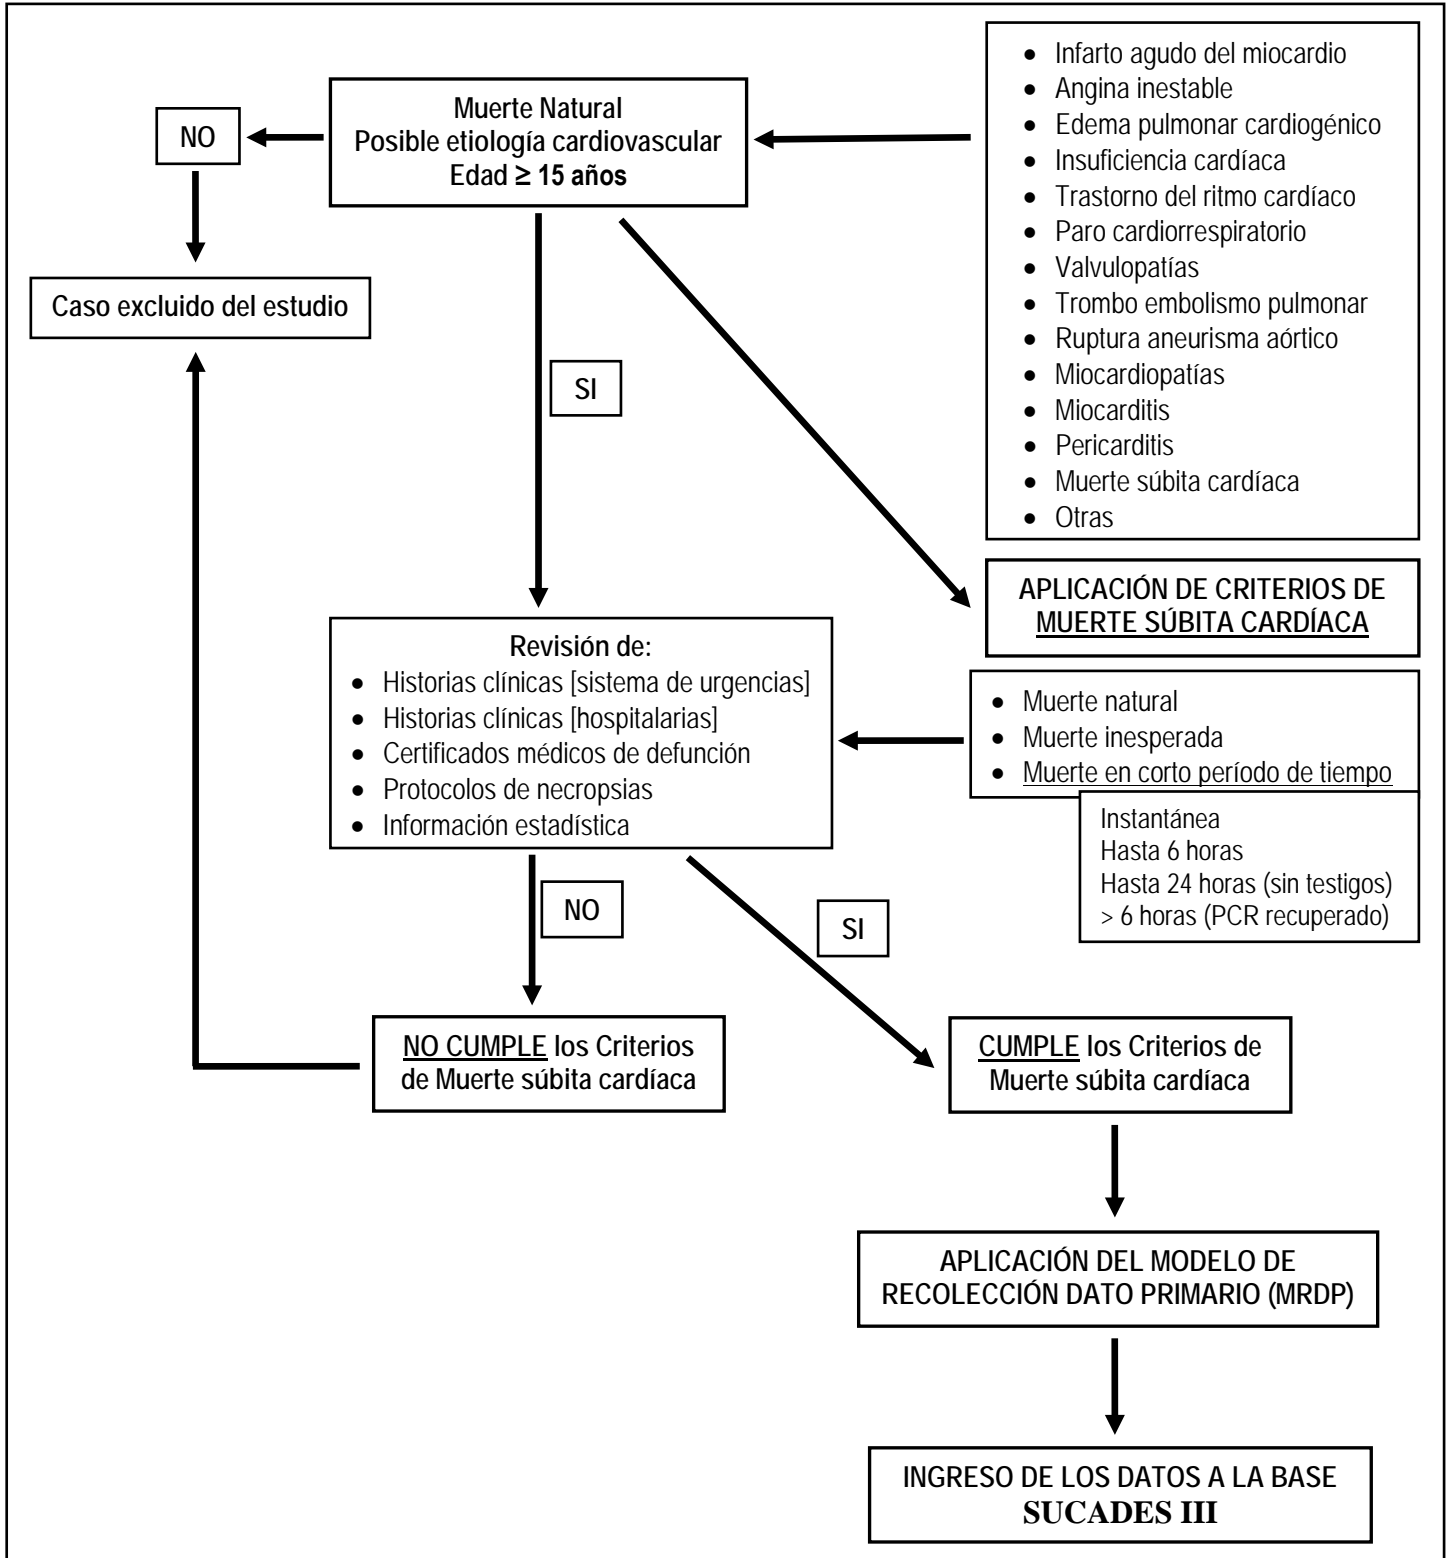 Muerte Natural
Posible etiología cardiovascular
Edad ≥ 15 años
NO
Caso excluido del estudio
• Infarto agudo del miocardio
• Angina inestable
• Edema pulmonar cardiogénico
• Insuficiencia cardíaca
• Trastorno del ritmo cardíaco
• Paro cardiorrespiratorio
• Valvulopatías
• Trombo embolismo pulmonar
• Ruptura aneurisma aórtico
• Miocardiopatías
• Miocarditis
• Pericarditis
• Muerte súbita cardíaca
• Otras
SI
APLICACIÓN DE CRITERIOS DE
MUERTE SÚBITA CARDÍACA
Revisión de:
• Historias clínicas [sistema de urgencias]
• Historias clínicas [hospitalarias]
• Certificados médicos de defunción
• Protocolos de necropsias
• Información estadística
• Muerte natural
• Muerte inesperada
• Muerte en corto período de tiempo
Instantánea
Hasta 6 horas
Hasta 24 horas (sin testigos)
> 6 horas (PCR recuperado)
NO
SI
NO CUMPLE los Criterios
de Muerte súbita cardíaca
CUMPLE los Criterios de
Muerte súbita cardíaca
APLICACIÓN DEL MODELO DE
RECOLECCIÓN DATO PRIMARIO (MRDP)
INGRESO DE LOS DATOS A LA BASE
SUCADES III